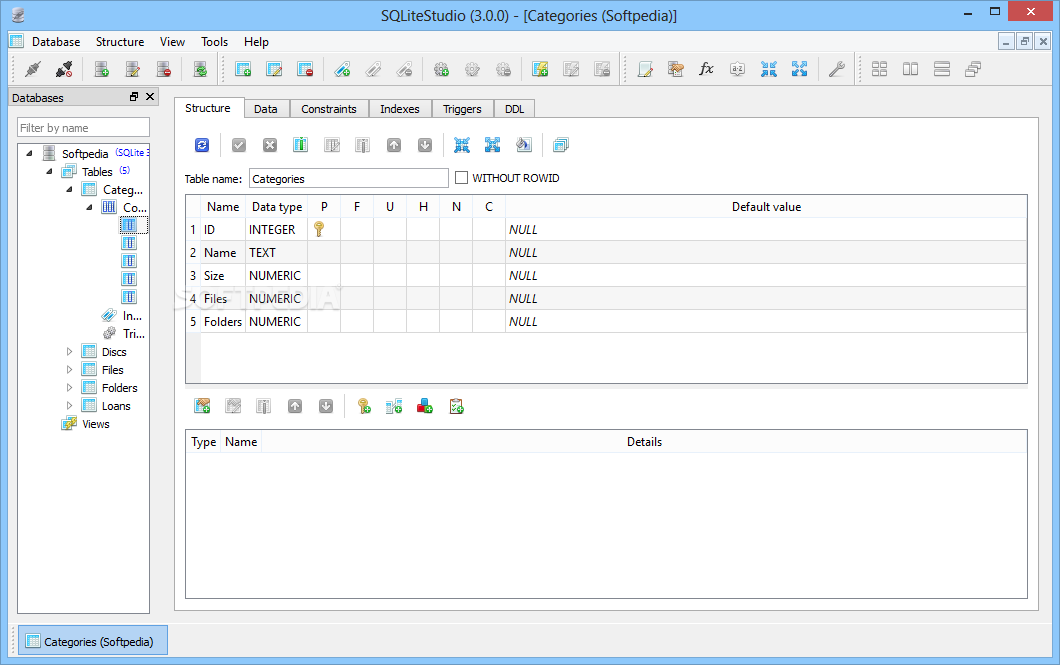 SQLiteStudio (3.0.0) - [Categories (Softpedia)]
Database Structure View Tools Help
Databases
Filter by name
Softpedia (SQLite 3
Tables (5)
Categ...
Co...
In...
Tri...
Discs
Files
Folders
Loans
Views
Structure Data Constraints Indexes Triggers DDL
Table name: Categories WITHOUT ROWID
Name Data type P F U H N C Default value
1 ID INTEGER NULL
2 Name TEXT NULL
3 Size NUMERIC NULL
4 Files NUMERIC NULL
5 Folders NUMERIC NULL
SOFTPEDIA
Type Name Details
Categories (Softpedia)